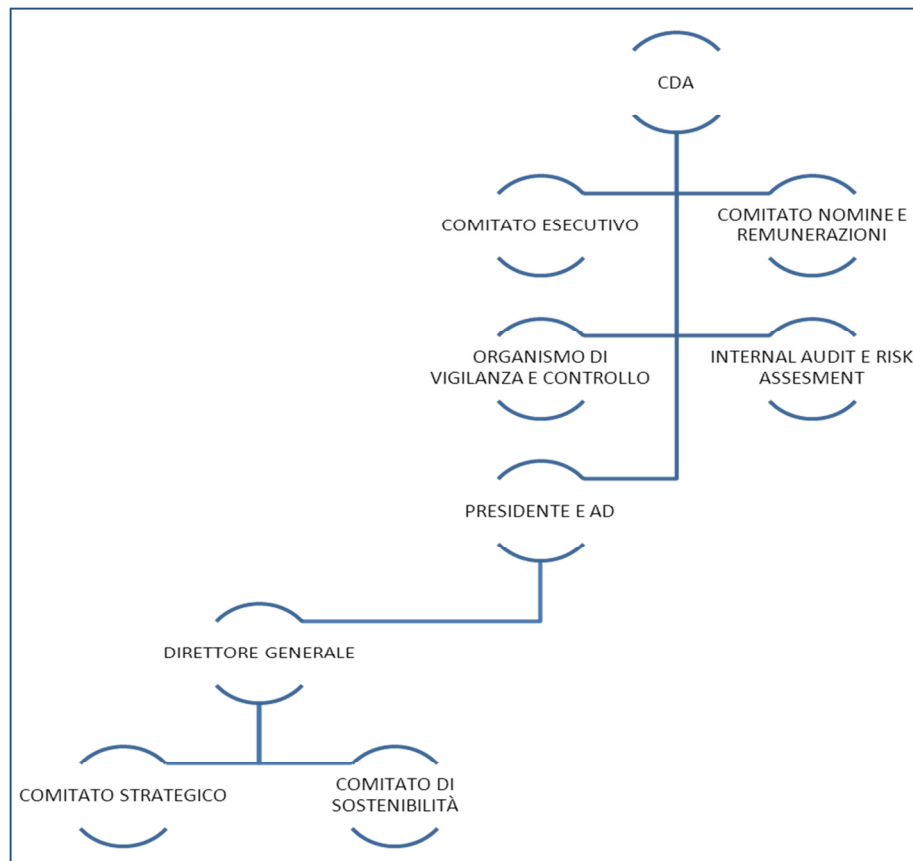 CDA
COMITATO ESECUTIVO
COMITATO NOMINE E
REMUNERAZIONI
ORGANISMO DI
VIGILANZA E CONTROLLO
INTERNAL AUDIT E RISK
ASSESMENT
PRESIDENTE E AD
DIRETTORE GENERALE
COMITATO STRATEGICO
COMITATO DI
SOSTENIBILITÀ